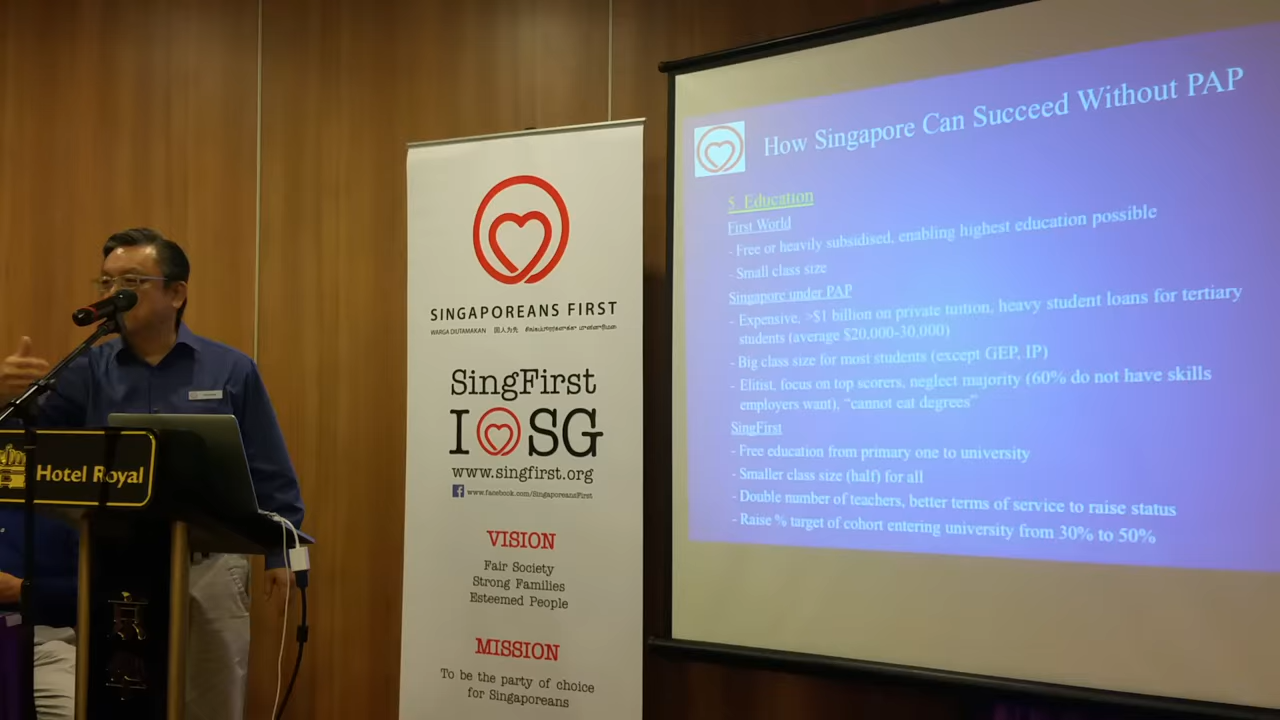 Hotel Royal
SINGAPOREANS FIRST
WARGA DIUTAMAKAN 国人为先
SingFirst
I SG
www.singfirst.org
www.facebook.com/SingaporeansFirst
VISION
Fair Society
Strong Families
Esteemed People
MISSION
To be the party of choice
for Singaporeans
How Singapore Can Succeed Without PAP
5. Education
First World
- Free or heavily subsidised, enabling highest education possible
- Small class size
Singapore under PAP
- Expensive, >$1 billion on private tuition, heavy student loans for tertiary
students (average $20,000-30,000)
- Big class size for most students (except GEP, IP)
- Elitist, focus on top scorers, neglect majority (60% do not have skills
employers want), “cannot eat degrees”
SingFirst
- Free education from primary one to university
- Smaller class size (half) for all
- Double number of teachers, better terms of service to raise status
- Raise % target of cohort entering university from 30% to 50%